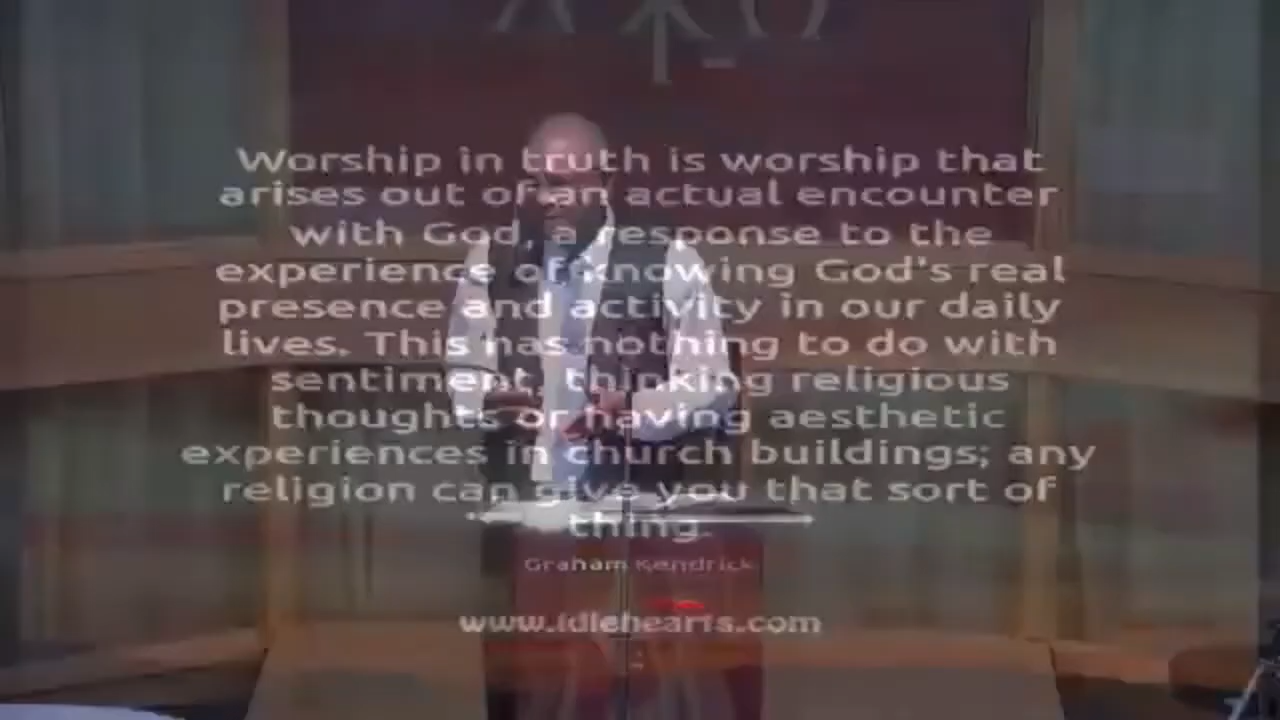 Worship in truth is worship that
arises out of an actual encounter
with God, a response to the
experience of knowing God's real
presence and activity in our daily
lives. This has nothing to do with
sentiment, thinking religious
thoughts or having aesthetic
experiences in church buildings; any
religion can give you that sort of
thing.
Graham Kendrick
www.idlehearts.com